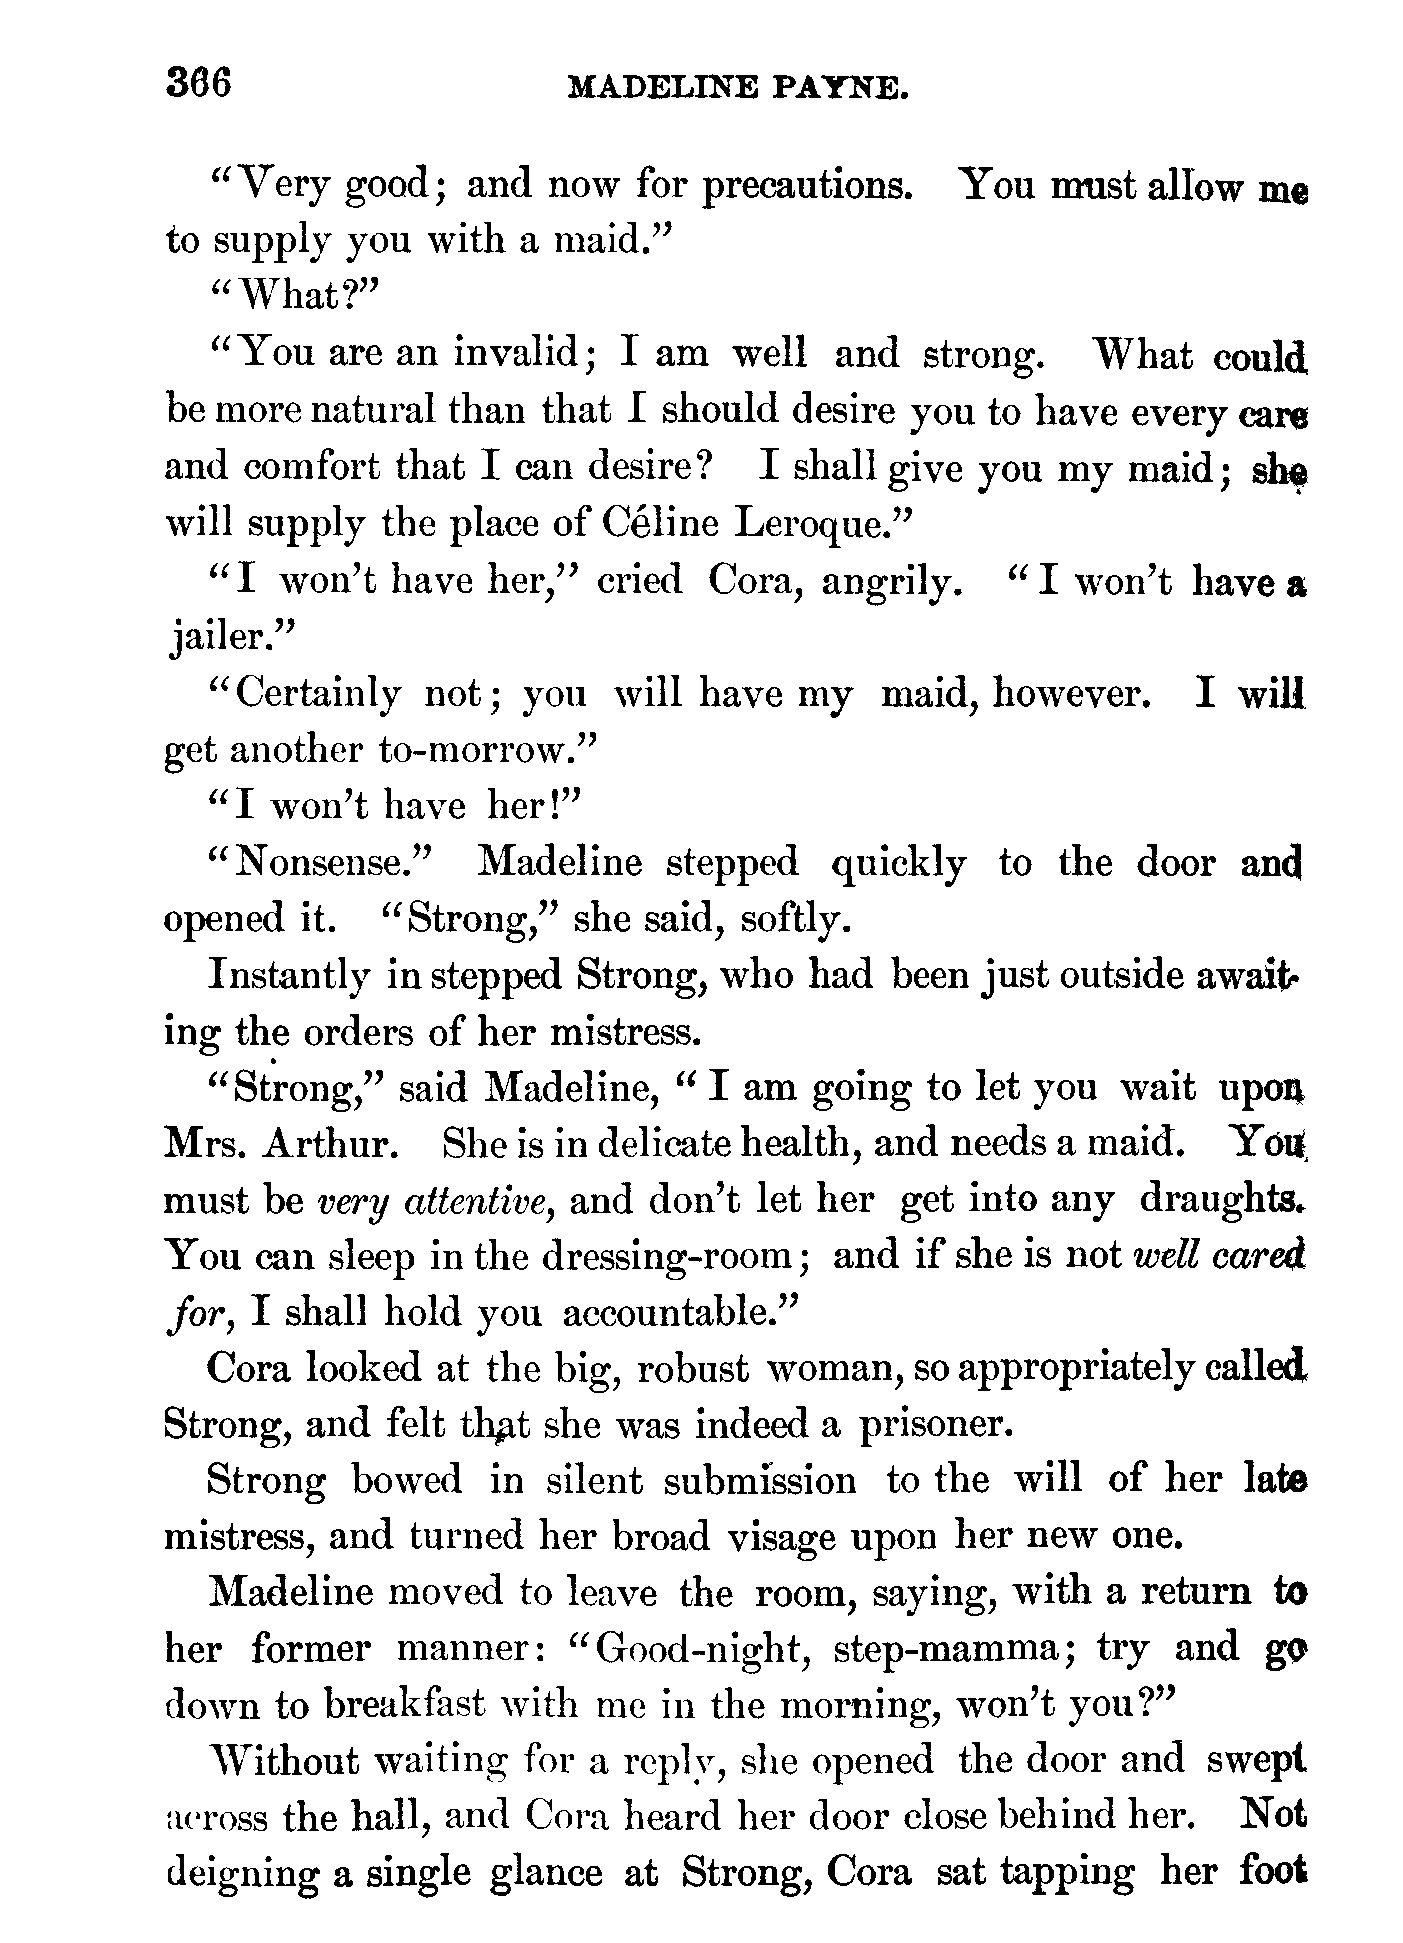 366 MADELINE PAYNE.
"Very good; and now for precautions. You must allow me
to supply you with a maid."
"What?"
"You are an invalid; I am well and strong. What could
be more natural than that I should desire you to have every care
and comfort that I can desire? I shall give you my maid; she
will supply the place of Céline Leroque."
"I won't have her," cried Cora, angrily. "I won't have a
jailer."
"Certainly not; you will have my maid, however. I will
get another to-morrow."
"I won't have her!"
"Nonsense." Madeline stepped quickly to the door and
opened it. "Strong," she said, softly.
Instantly in stepped Strong, who had been just outside await-
ing the orders of her mistress.
"Strong," said Madeline, "I am going to let you wait upon
Mrs. Arthur. She is in delicate health, and needs a maid. You
must be very attentive, and don't let her get into any draughts.
You can sleep in the dressing-room; and if she is not well cared
for, I shall hold you accountable."
Cora looked at the big, robust woman, so appropriately called
Strong, and felt that she was indeed a prisoner.
Strong bowed in silent submission to the will of her late
mistress, and turned her broad visage upon her new one.
Madeline moved to leave the room, saying, with a return to
her former manner: "Good-night, step-mamma; try and go
down to breakfast with me in the morning, won't you?"
Without waiting for a reply, she opened the door and swept
across the hall, and Cora heard her door close behind her. Not
deigning a single glance at Strong, Cora sat tapping her foot